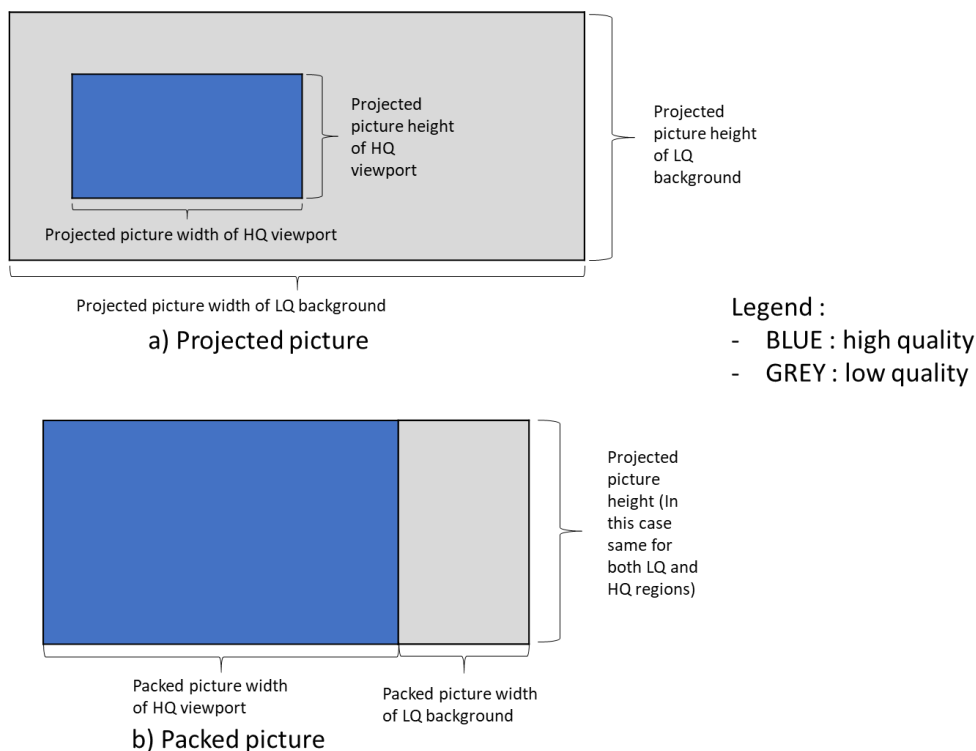 Projected
picture height
of HQ
viewport
Projected
picture height
of LQ
background
Projected picture width of HQ viewport
Projected picture width of LQ background
a) Projected picture
Legend :
- BLUE : high quality
- GREY : low quality
Projected
picture
height (In
this case
same for
both LQ and
HQ regions)
Packed picture width
of HQ viewport
Packed picture width
of LQ background
b) Packed picture